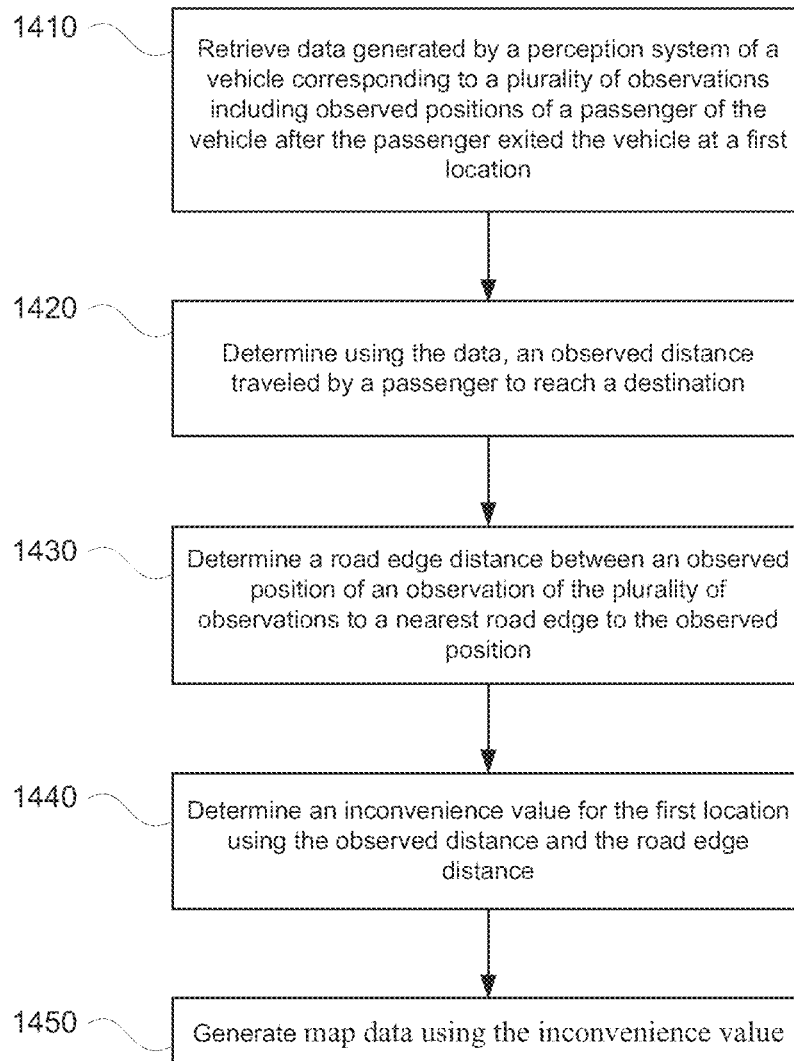 1410
Retrieve data generated by a perception system of a
vehicle corresponding to a plurality of observations
including observed positions of a passenger of the
vehicle after the passenger exited the vehicle at a first
location
1420
Determine using the data, an observed distance
traveled by a passenger to reach a destination
1430
Determine a road edge distance between an observed
position of an observation of the plurality of
observations to a nearest road edge to the observed
position
1440
Determine an inconvenience value for the first location
using the observed distance and the road edge
distance
1450
Generate map data using the inconvenience value